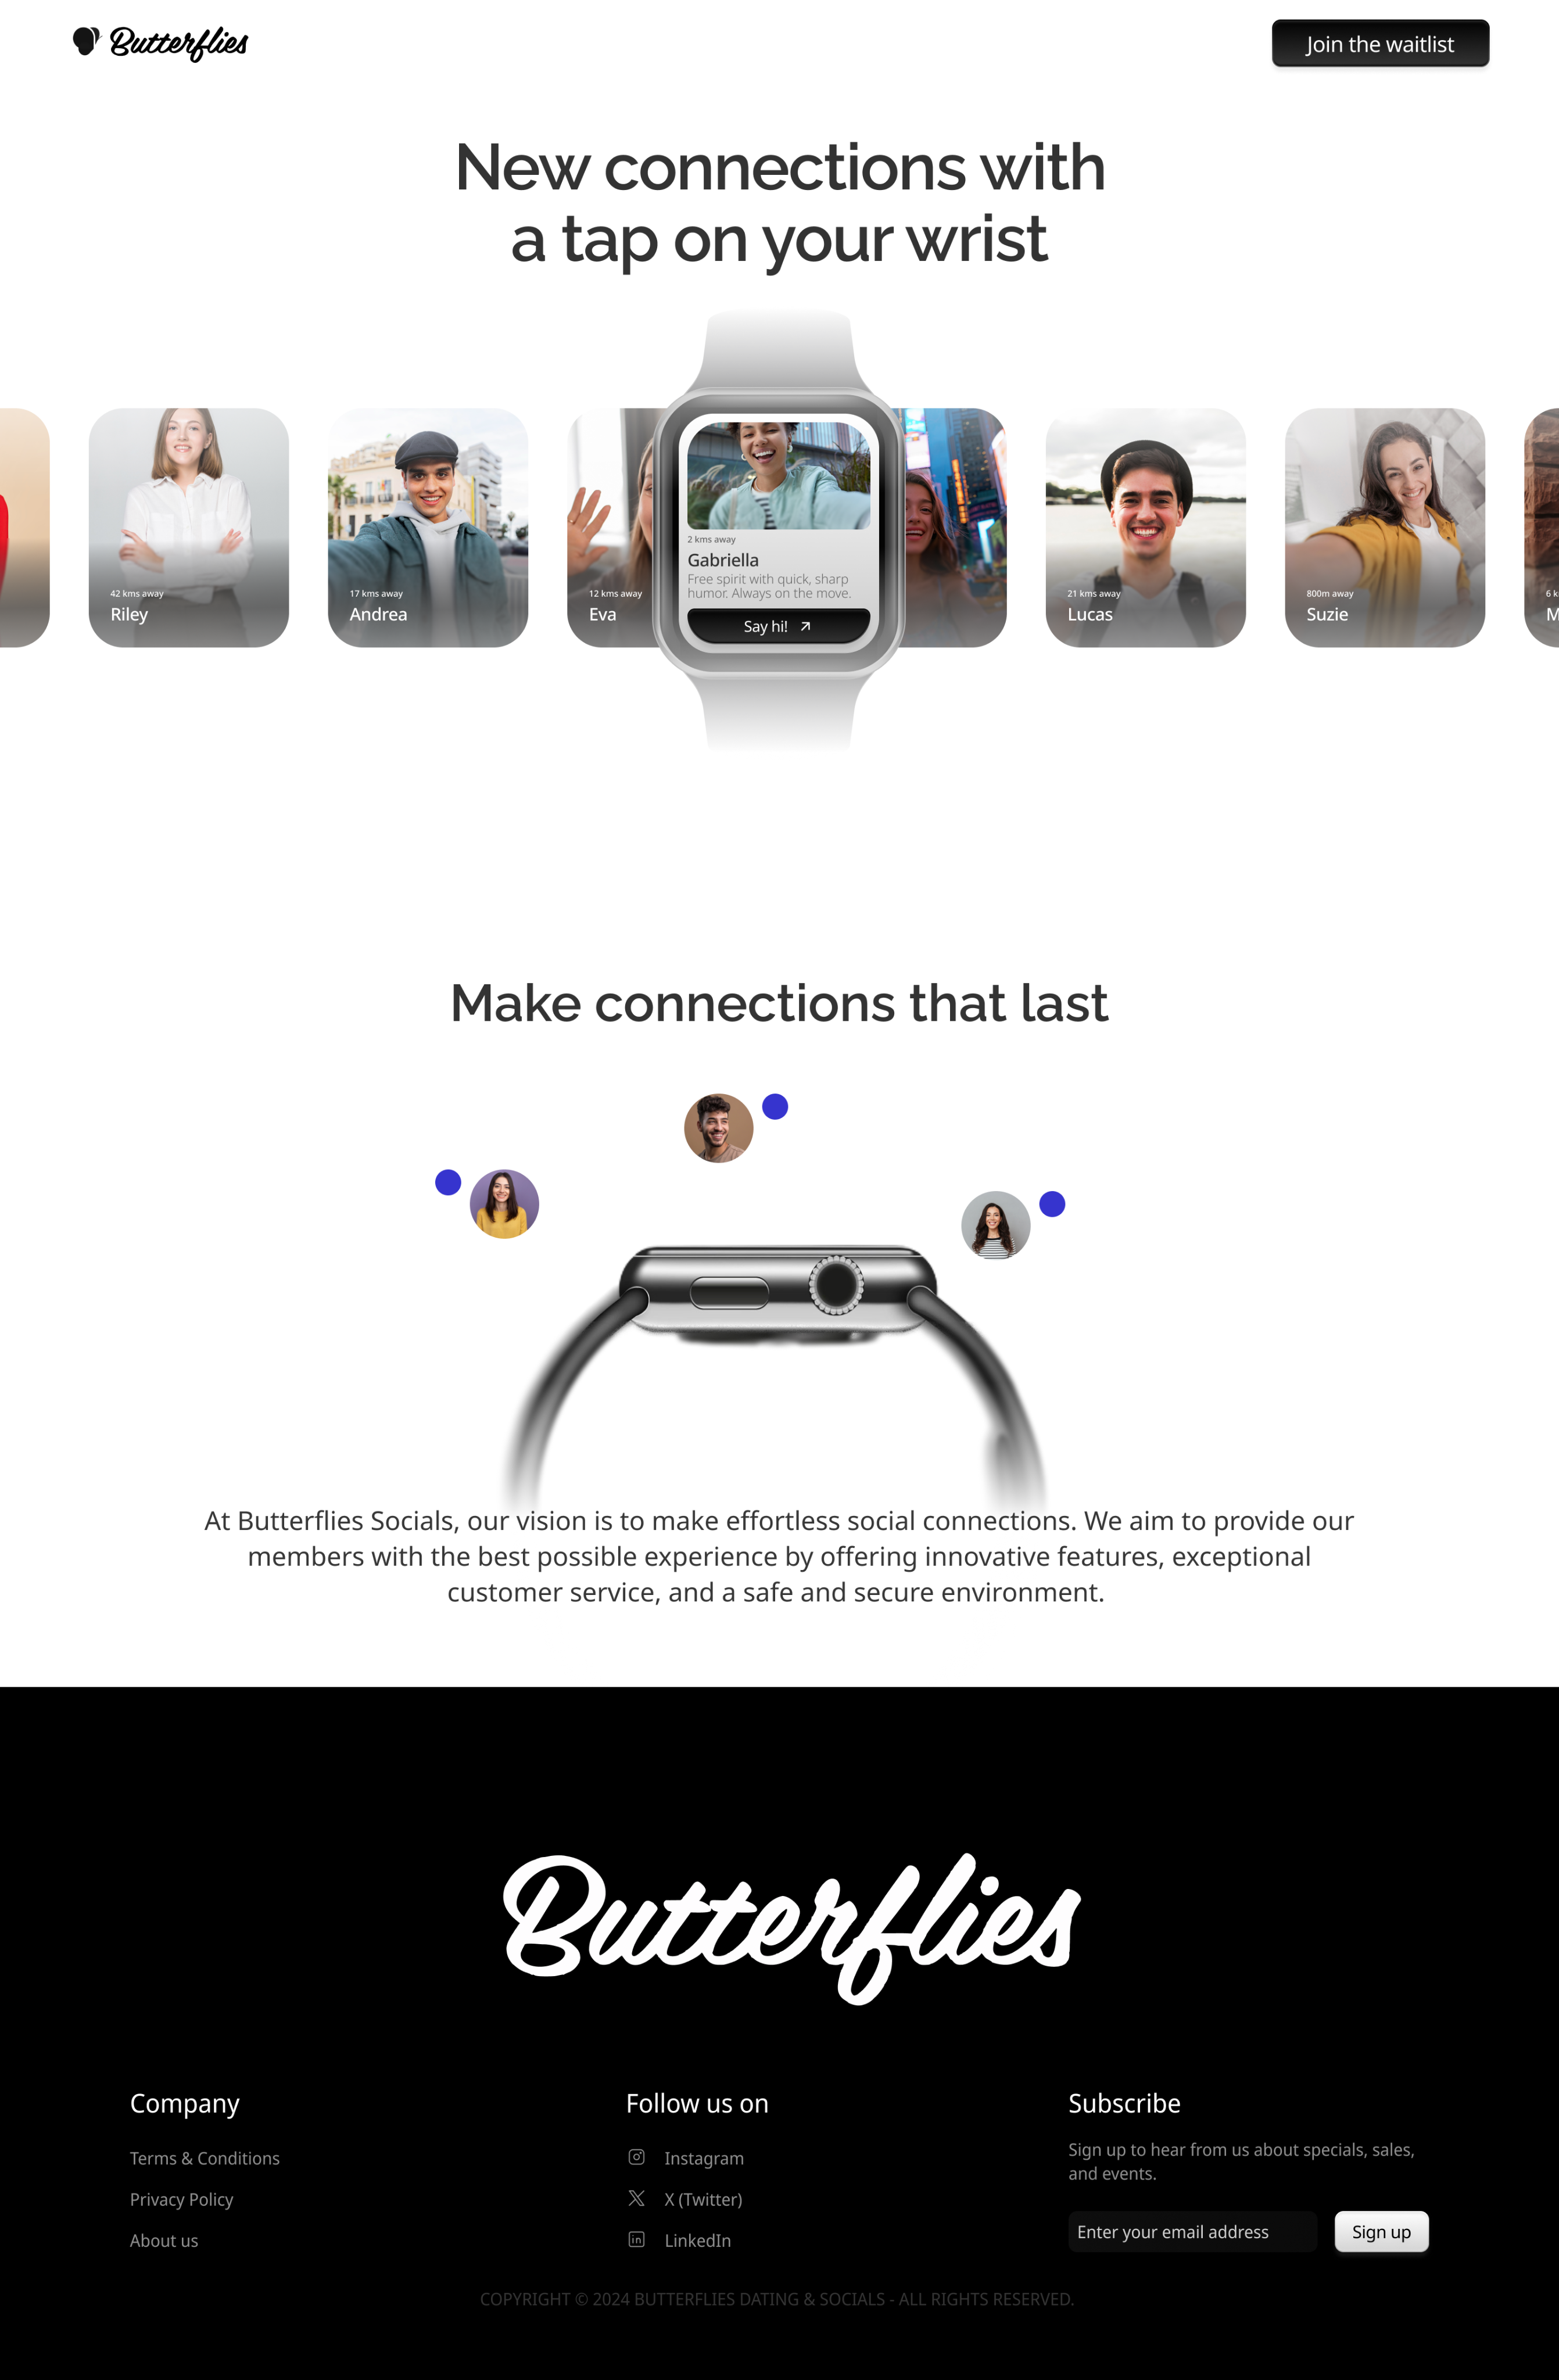 Butterflies
Join the waitlist
New connections with
a tap on your wrist
42 kms away
Riley
17 kms away
Andrea
12 kms away
Eva
2 kms away
Gabriella
Free spirit with quick, sharp
humor. Always on the move.
Say hi!
21 kms away
Lucas
800m away
Suzie
Make connections that last
At Butterflies Socials, our vision is to make effortless social connections. We aim to provide our
members with the best possible experience by offering innovative features, exceptional
customer service, and a safe and secure environment.
Butterflies
Company
Terms & Conditions
Privacy Policy
About us
Follow us on
Instagram
X (Twitter)
LinkedIn
Subscribe
Sign up to hear from us about specials, sales,
and events.
Enter your email address
Sign up
COPYRIGHT © 2024 BUTTERFLIES DATING & SOCIALS - ALL RIGHTS RESERVED.